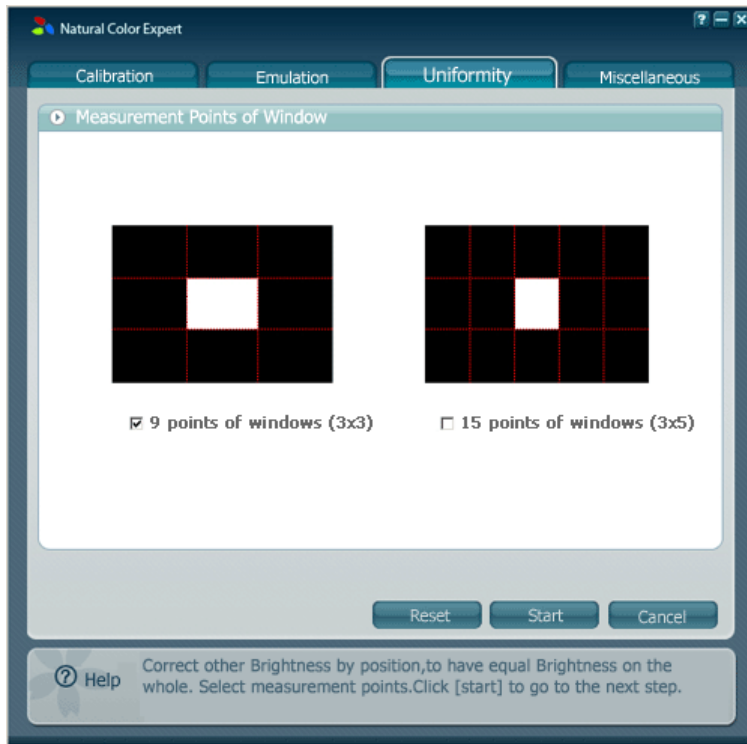 Natural Color Expert
Calibration
Emulation
Uniformity
Miscellaneous
Measurement Points of Window
9 points of windows (3x3)
15 points of windows (3x5)
Reset
Start
Cancel
Help
Correct other Brightness by position,to have equal Brightness on the
whole. Select measurement points.Click [start] to go to the next step.